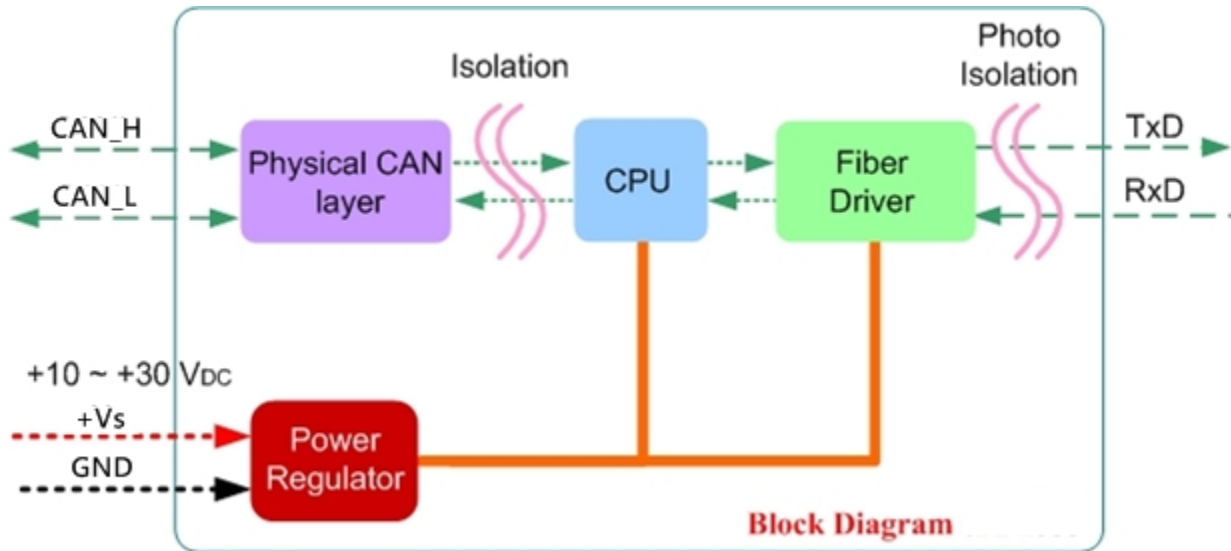 Isolation
Photo
Isolation
CAN_H
CAN_L
Physical CAN
layer
CPU
Fiber
Driver
TxD
RxD
+10 ~ +30 VDC
+Vs
GND
Power
Regulator
Block Diagram